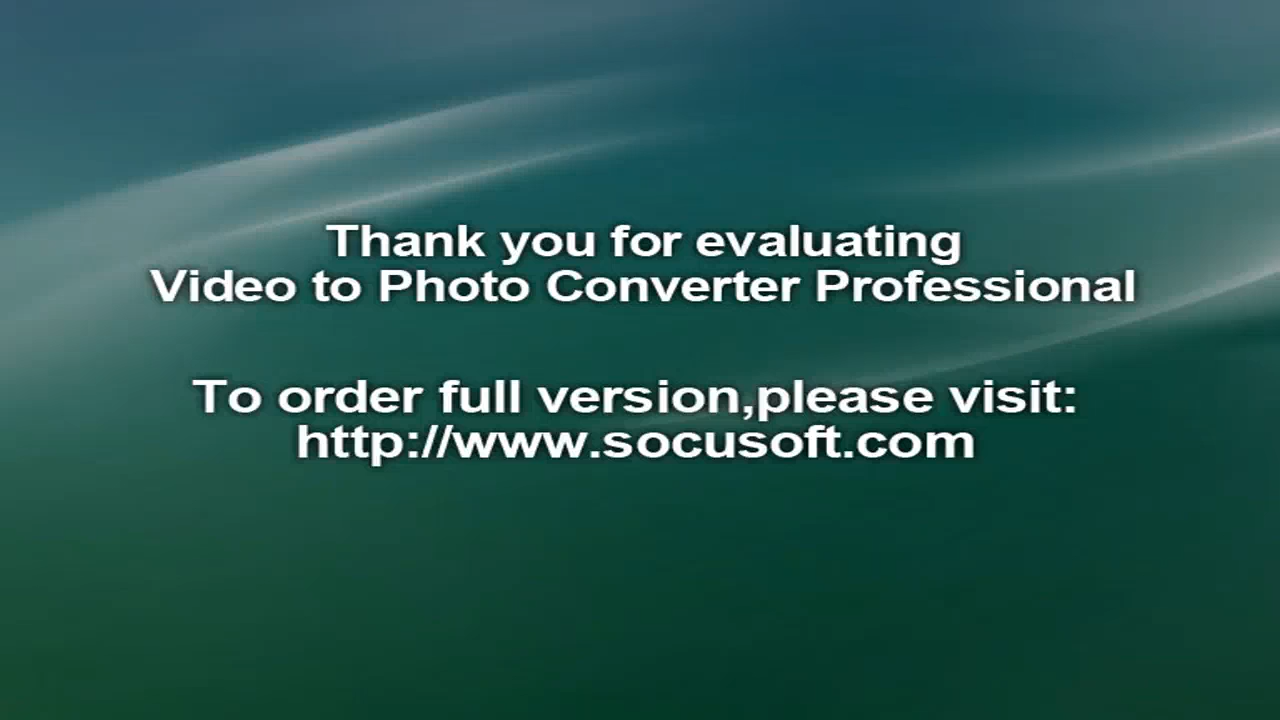 Thank you for evaluating
Video to Photo Converter Professional
To order full version,please visit:
http://www.socusoft.com